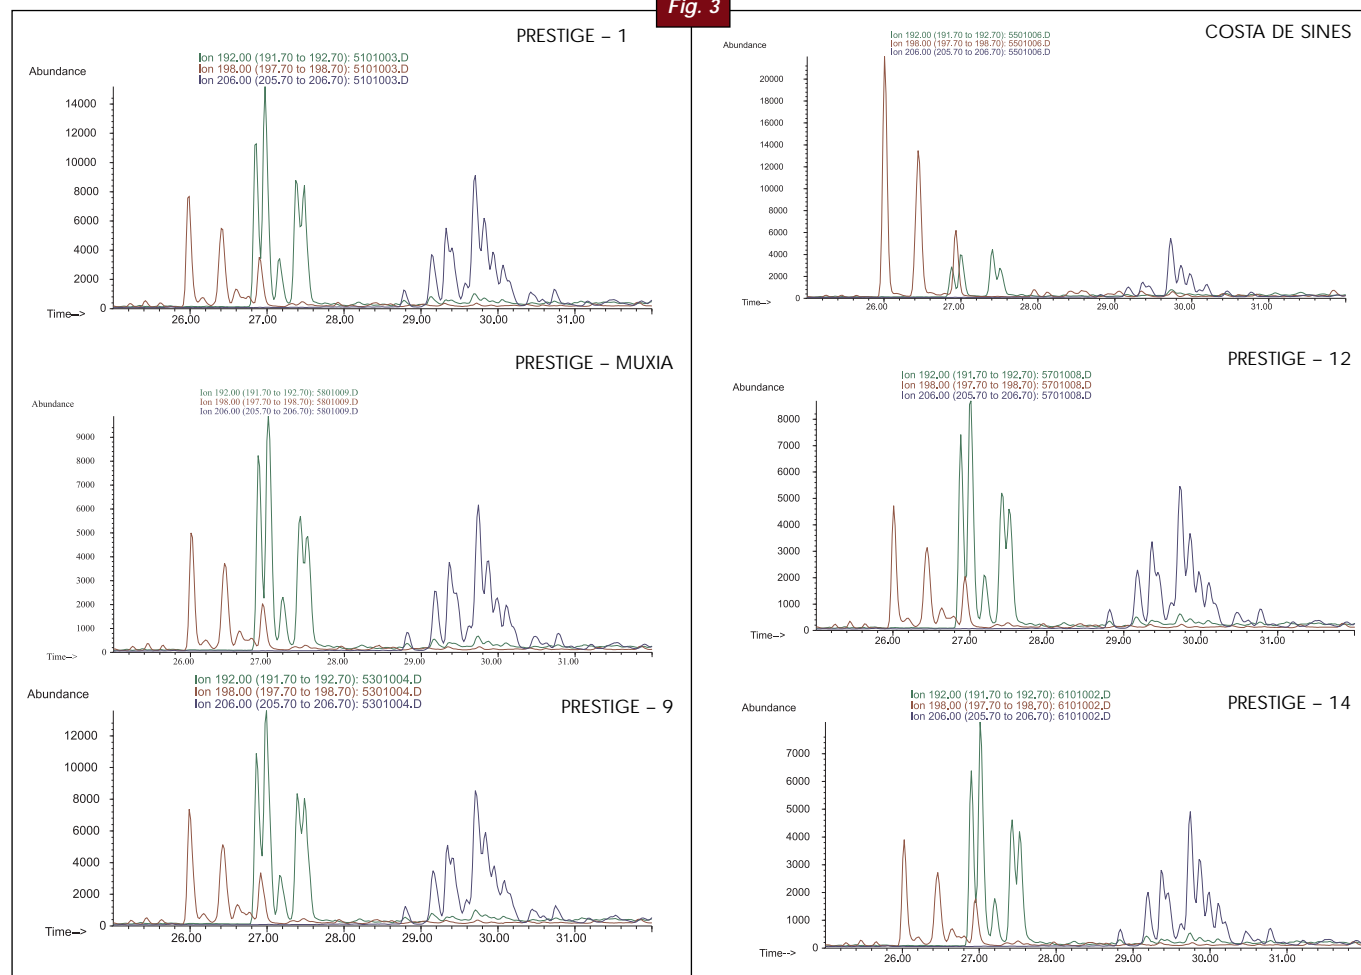 Fig. 3
PRESTIGE – 1
Ion 192.00 (191.70 to 192.70): 5101003.D
Ion 198.00 (197.70 to 198.70): 5101003.D
Ion 206.00 (205.70 to 206.70): 5101003.D
Abundance
14000
12000
10000
8000
6000
4000
2000
0
Time-->
26.00 27.00 28.00 29.00 30.00 31.00
PRESTIGE – MUXIA
Ion 192.00 (191.70 to 192.70): 5801009.D
Ion 198.00 (197.70 to 198.70): 5801009.D
Ion 206.00 (205.70 to 206.70): 5801009.D
Abundance
9000
8000
7000
6000
5000
4000
3000
2000
1000
0
Time-->
26.00 27.00 28.00 29.00 30.00 31.00
PRESTIGE – 9
Ion 192.00 (191.70 to 192.70): 5301004.D
Ion 198.00 (197.70 to 198.70): 5301004.D
Ion 206.00 (205.70 to 206.70): 5301004.D
Abundance
12000
10000
8000
6000
4000
2000
0
Time-->
26.00 27.00 28.00 29.00 30.00 31.00
COSTA DE SINES
Ion 192.00 (191.70 to 192.70): 5501006.D
Ion 198.00 (197.70 to 198.70): 5501006.D
Ion 206.00 (205.70 to 206.70): 5501006.D
Abundance
20000
18000
16000
14000
12000
10000
8000
6000
4000
2000
0
Time-->
26.00 27.00 28.00 29.00 30.00 31.00
PRESTIGE – 12
Ion 192.00 (191.70 to 192.70): 5701008.D
Ion 198.00 (197.70 to 198.70): 5701008.D
Ion 206.00 (205.70 to 206.70): 5701008.D
Abundance
8000
7000
6000
5000
4000
3000
2000
1000
0
Time-->
26.00 27.00 28.00 29.00 30.00 31.00
PRESTIGE – 14
Ion 192.00 (191.70 to 192.70): 6101002.D
Ion 198.00 (197.70 to 198.70): 6101002.D
Ion 206.00 (205.70 to 206.70): 6101002.D
Abundance
7000
6000
5000
4000
3000
2000
1000
0
Time-->
26.00 27.00 28.00 29.00 30.00 31.00